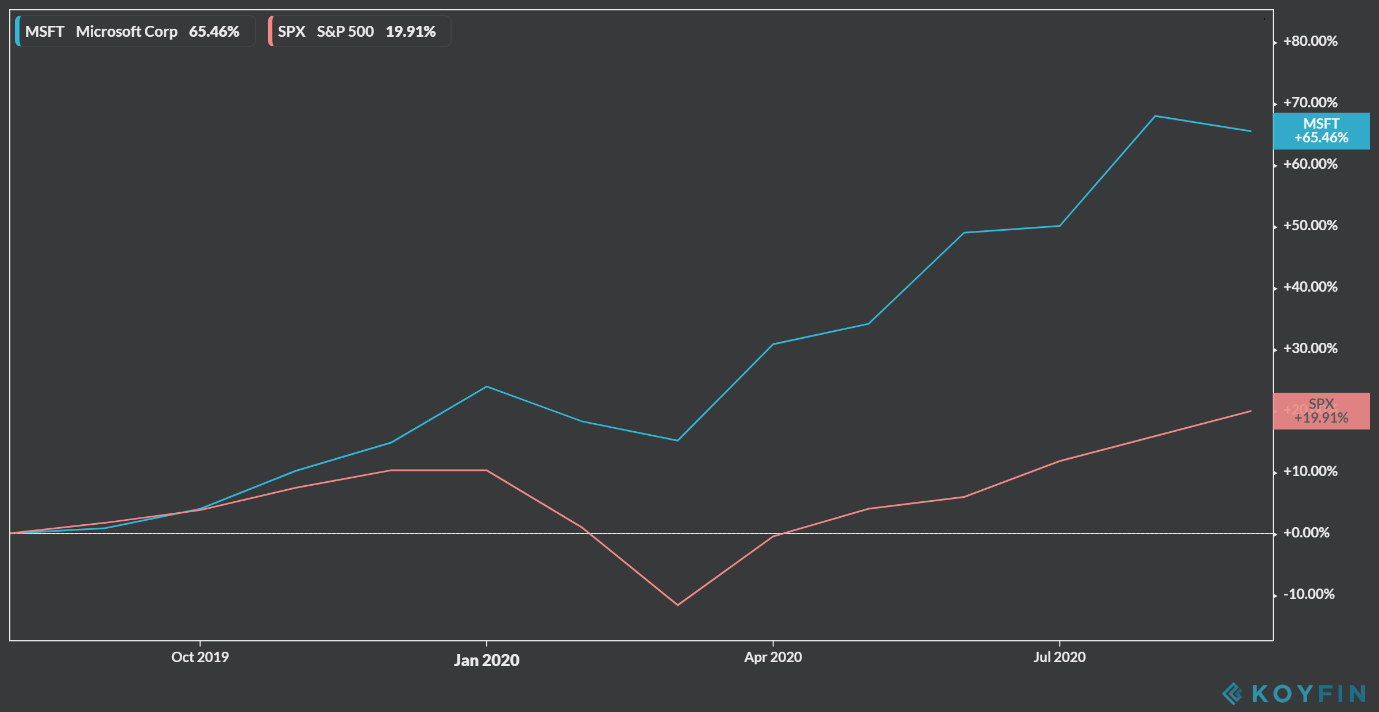 MSFT Microsoft Corp 65.46% SPX S&P 500 19.91%
+80.00%
+70.00%
MSFT
+65.46%
+60.00%
+50.00%
+40.00%
+30.00%
SPX
+19.91%
+10.00%
+0.00%
-10.00%
Oct 2019 Jan 2020 Apr 2020 Jul 2020
KOYFIN